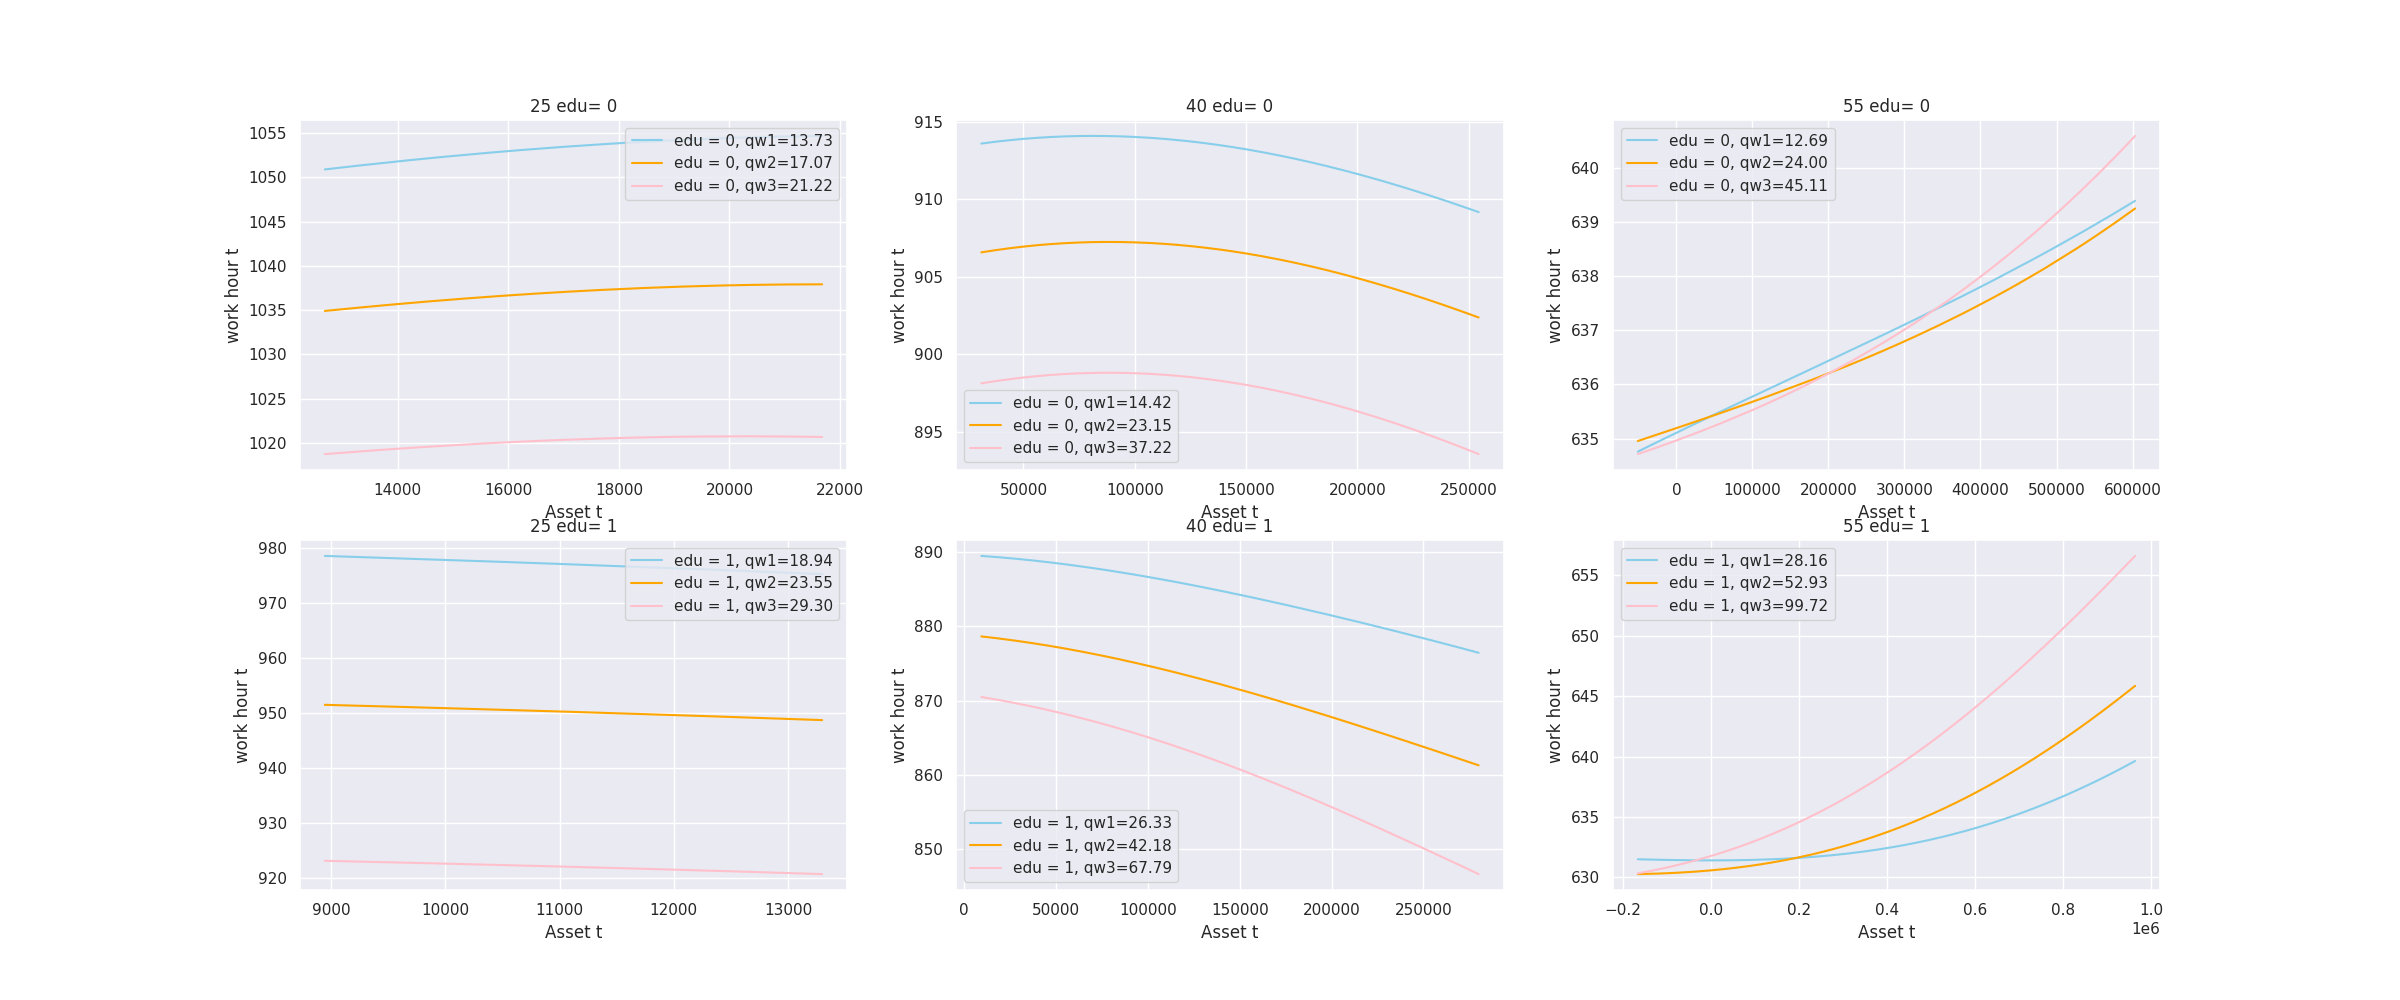 25 edu= 0
1055
1050
1045
1040
1035
1030
1025
1020
work hour t
edu = 0, qw1=13.73
edu = 0, qw2=17.07
edu = 0, qw3=21.22
14000 16000 18000 20000 22000
Asset t
40 edu= 0
915
910
905
900
895
work hour t
edu = 0, qw1=14.42
edu = 0, qw2=23.15
edu = 0, qw3=37.22
50000 100000 150000 200000 250000
Asset t
55 edu= 0
640
639
638
637
636
635
work hour t
edu = 0, qw1=12.69
edu = 0, qw2=24.00
edu = 0, qw3=45.11
0 100000 200000 300000 400000 500000 600000
Asset t
25 edu= 1
980
970
960
950
940
930
920
work hour t
edu = 1, qw1=18.94
edu = 1, qw2=23.55
edu = 1, qw3=29.30
9000 10000 11000 12000 13000
Asset t
40 edu= 1
890
880
870
860
850
work hour t
edu = 1, qw1=26.33
edu = 1, qw2=42.18
edu = 1, qw3=67.79
0 50000 100000 150000 200000 250000
Asset t
55 edu= 1
655
650
645
640
635
630
work hour t
edu = 1, qw1=28.16
edu = 1, qw2=52.93
edu = 1, qw3=99.72
−0.2 0.0 0.2 0.4 0.6 0.8 1.0
1e6
Asset t